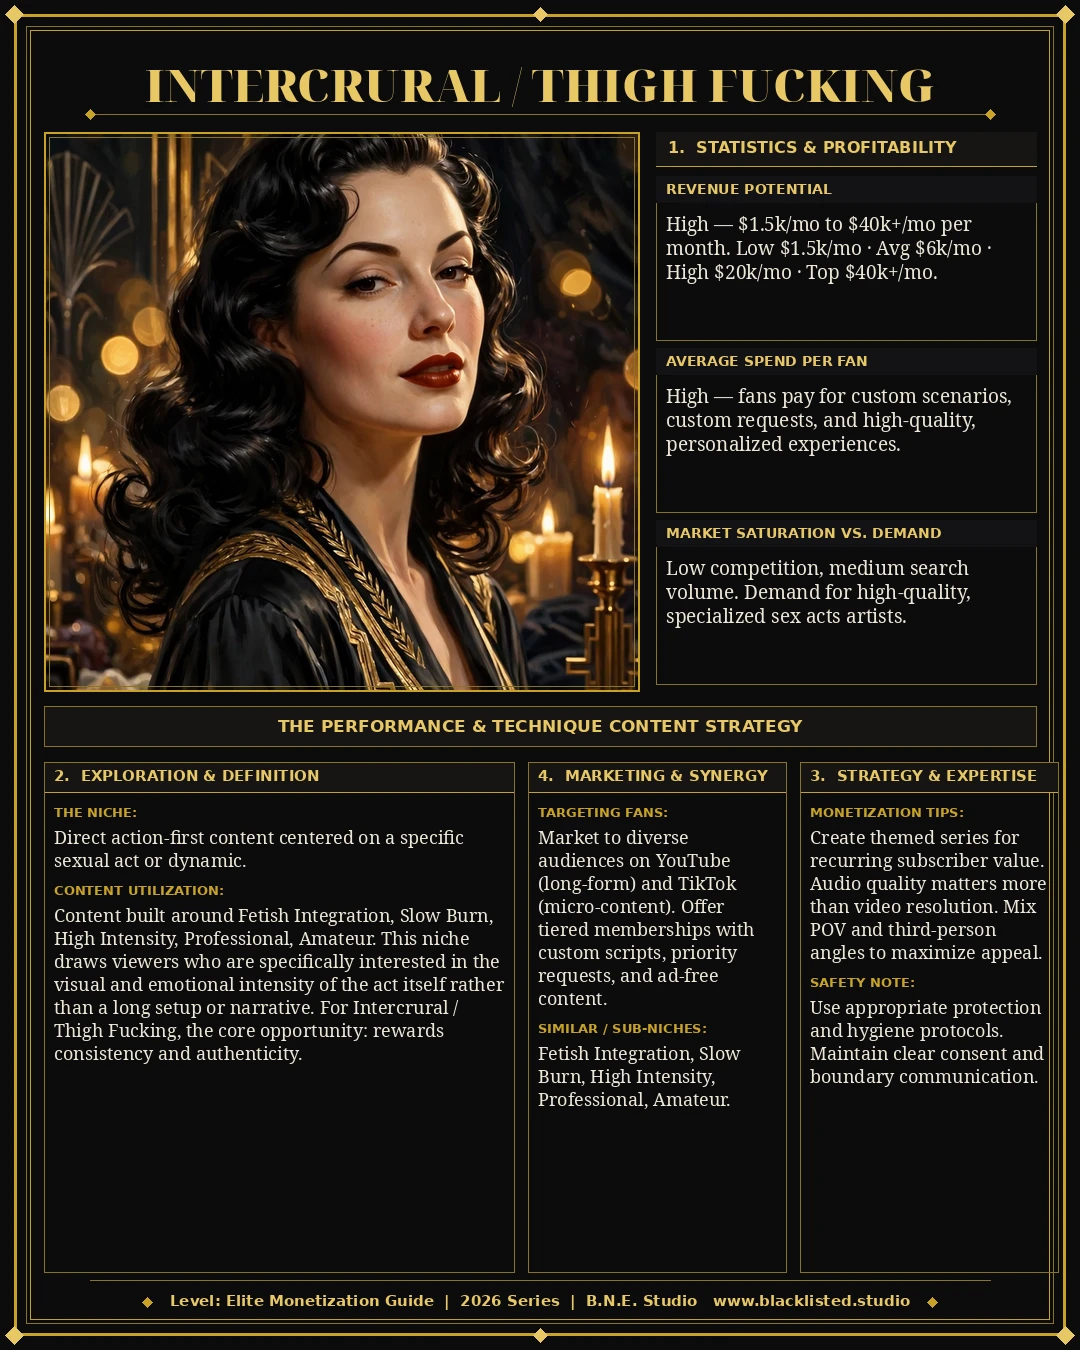 INTERCRURAL / THIGH FUCKING
1. STATISTICS & PROFITABILITY
REVENUE POTENTIAL
High — $1.5k/mo to $40k+/mo per
month. Low $1.5k/mo · Avg $6k/mo ·
High $20k/mo · Top $40k+/mo.
AVERAGE SPEND PER FAN
High — fans pay for custom scenarios,
custom requests, and high-quality,
personalized experiences.
MARKET SATURATION VS. DEMAND
Low competition, medium search
volume. Demand for high-quality,
specialized sex acts artists.
THE PERFORMANCE & TECHNIQUE CONTENT STRATEGY
2. EXPLORATION & DEFINITION
THE NICHE:
Direct action-first content centered on a specific
sexual act or dynamic.
CONTENT UTILIZATION:
Content built around Fetish Integration, Slow Burn,
High Intensity, Professional, Amateur. This niche
draws viewers who are specifically interested in the
visual and emotional intensity of the act itself rather
than a long setup or narrative. For Intercrural /
Thigh Fucking, the core opportunity: rewards
consistency and authenticity.
4. MARKETING & SYNERGY
TARGETING FANS:
Market to diverse
audiences on YouTube
(long-form) and TikTok
(micro-content). Offer
tiered memberships with
custom scripts, priority
requests, and ad-free
content.
SIMILAR / SUB-NICHES:
Fetish Integration, Slow
Burn, High Intensity,
Professional, Amateur.
3. STRATEGY & EXPERTISE
MONETIZATION TIPS:
Create themed series for
recurring subscriber value.
Audio quality matters more
than video resolution. Mix
POV and third-person
angles to maximize appeal.
SAFETY NOTE:
Use appropriate protection
and hygiene protocols.
Maintain clear consent and
boundary communication.
Level: Elite Monetization Guide | 2026 Series | B.N.E. Studio www.blacklisted.studio